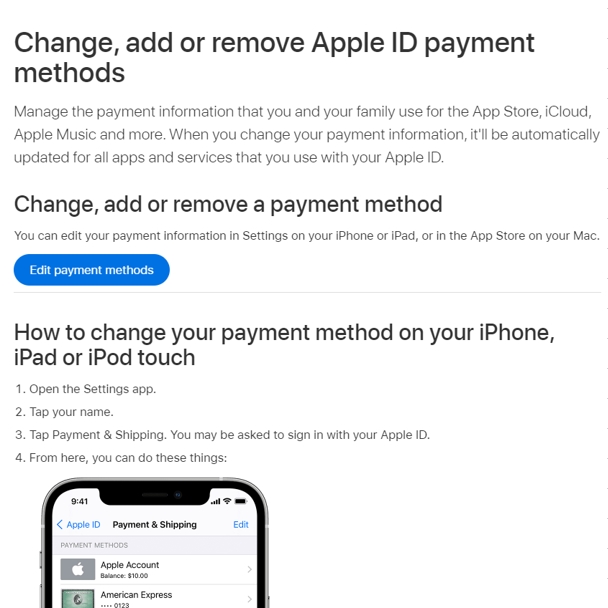 Change, add or remove Apple ID payment
methods
Manage the payment information that you and your family use for the App Store, iCloud,
Apple Music and more. When you change your payment information, it'll be automatically
updated for all apps and services that you use with your Apple ID.
Change, add or remove a payment method
You can edit your payment information in Settings on your iPhone or iPad, or in the App Store on your Mac.
Edit payment methods
How to change your payment method on your iPhone,
iPad or iPod touch
1. Open the Settings app.
2. Tap your name.
3. Tap Payment & Shipping. You may be asked to sign in with your Apple ID.
4. From here, you can do these things:
9:41
Apple ID Payment & Shipping Edit
PAYMENT METHODS
Apple Account
Balance: $10.00
American Express
•••• 0123